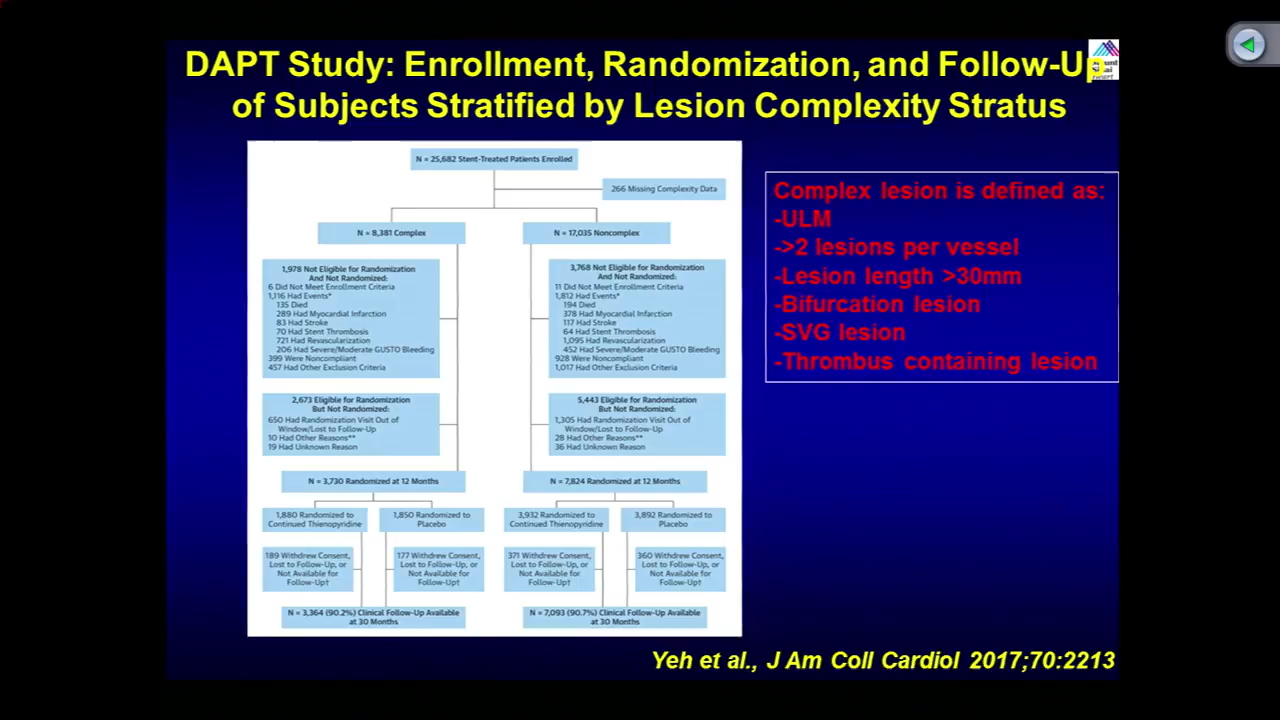 DAPT Study: Enrollment, Randomization, and Follow-Up
of Subjects Stratified by Lesion Complexity Stratus
N = 25,682 Stent-Treated Patients Enrolled
266 Missing Complexity Data
N = 8,381 Complex
N = 17,035 Noncomplex
1,978 Not Eligible for Randomization
And Not Randomized:
6 Did Not Meet Enrollment Criteria
1,116 Had Events*
135 Died
289 Had Myocardial Infarction
83 Had Stroke
70 Had Stent Thrombosis
721 Had Revascularization
206 Had Severe/Moderate GUSTO Bleeding
399 Were Noncompliant
457 Had Other Exclusion Criteria
3,768 Not Eligible for Randomization
And Not Randomized:
11 Did Not Meet Enrollment Criteria
1,812 Had Events*
194 Died
378 Had Myocardial Infarction
117 Had Stroke
64 Had Stent Thrombosis
1,095 Had Revascularization
452 Had Severe/Moderate GUSTO Bleeding
928 Were Noncompliant
1,017 Had Other Exclusion Criteria
2,673 Eligible for Randomization
But Not Randomized:
650 Had Randomization Visit Out of
Window/Lost to Follow-Up
10 Had Other Reasons**
19 Had Unknown Reason
5,443 Eligible for Randomization
But Not Randomized:
1,305 Had Randomization Visit Out of
Window/Lost to Follow-Up
28 Had Other Reasons**
36 Had Unknown Reason
N = 3,730 Randomized at 12 Months
N = 7,824 Randomized at 12 Months
1,880 Randomized to
Continued Thienopyridine
1,850 Randomized to
Placebo
3,932 Randomized to
Continued Thienopyridine
3,892 Randomized to
Placebo
189 Withdrew Consent,
Lost to Follow-Up, or
Not Available for
Follow-Up†
177 Withdrew Consent,
Lost to Follow-Up, or
Not Available for
Follow-Up†
371 Withdrew Consent,
Lost to Follow-Up, or
Not Available for
Follow-Up†
360 Withdrew Consent,
Lost to Follow-Up, or
Not Available for
Follow-Up†
N = 3,364 (90.2%) Clinical Follow-Up Available
at 30 Months
N = 7,093 (90.7%) Clinical Follow-Up Available
at 30 Months
Complex lesion is defined as:
-ULM
->2 lesions per vessel
-Lesion length >30mm
-Bifurcation lesion
-SVG lesion
-Thrombus containing lesion
Yeh et al., J Am Coll Cardiol 2017;70:2213